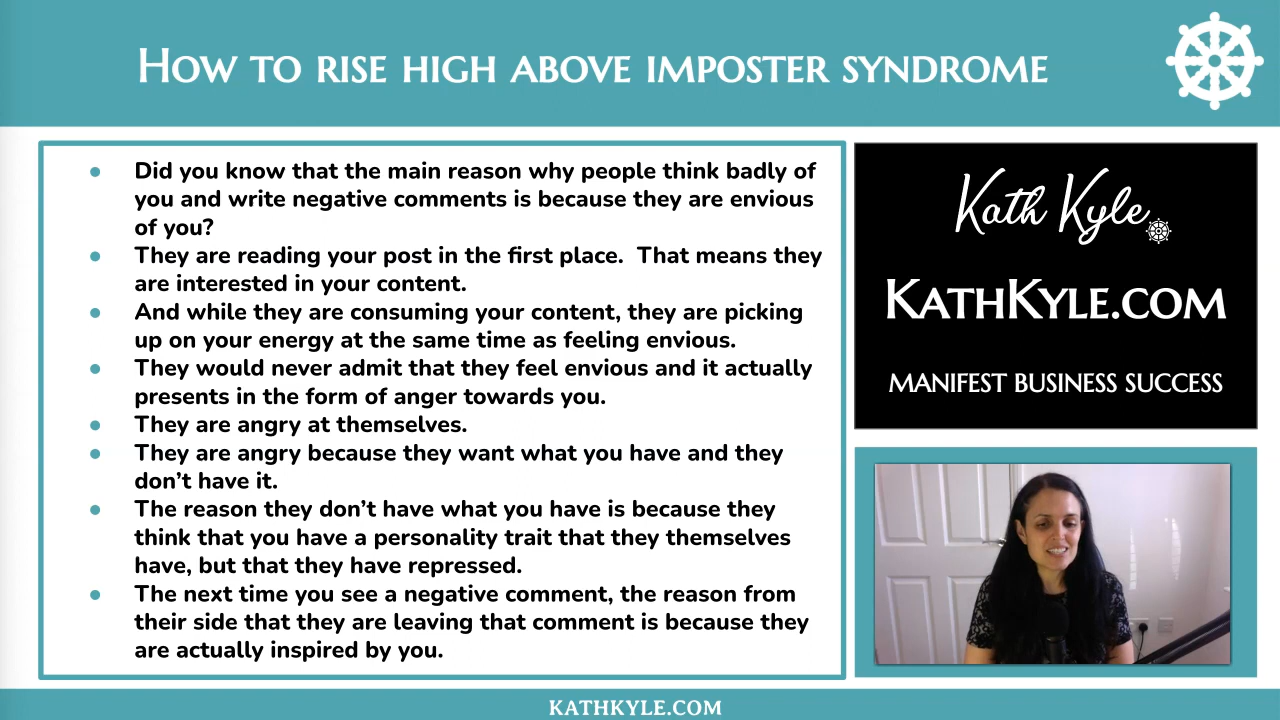 How to rise high above imposter syndrome
Did you know that the main reason why people think badly of
you and write negative comments is because they are envious
of you?
They are reading your post in the first place.  That means they
are interested in your content.
And while they are consuming your content, they are picking
up on your energy at the same time as feeling envious.
They would never admit that they feel envious and it actually
presents in the form of anger towards you.
They are angry at themselves.
They are angry because they want what you have and they
don’t have it.
The reason they don’t have what you have is because they
think that you have a personality trait that they themselves
have, but that they have repressed.
The next time you see a negative comment, the reason from
their side that they are leaving that comment is because they
are actually inspired by you.
Kath Kyle
KathKyle.com
manifest business success
kathkyle.com